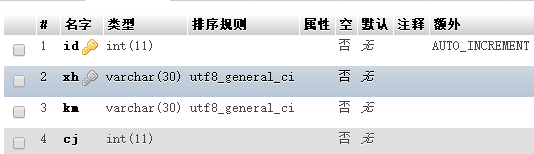 # 名字 类型 排序规则 属性 空 默认 注释 额外
1 id int(11) 否 无 AUTO_INCREMENT
2 xh varchar(30) utf8_general_ci 否 无
3 km varchar(30) utf8_general_ci 否 无
4 cj int(11) 否 无